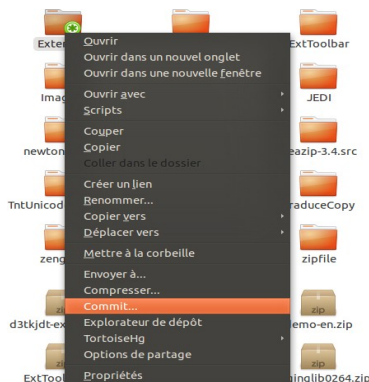 Exter
ExtToolbar
Imag
JEDI
newton
eazip-3.4.src
TntUnicod
raduceCopy
zeng
zipfile
zip
zip
d3tkjdt-ex
emo-en.zip
zip
zip
ExtTool
inglib0264.zip
Ouvrir
Ouvrir dans un nouvel onglet
Ouvrir dans une nouvelle fenêtre
Ouvrir avec
Scripts
Couper
Copier
Coller dans le dossier
Créer un lien
Renommer...
Copier vers
Déplacer vers
Mettre à la corbeille
Envoyer à...
Compresser...
Commit...
Explorateur de dépôt
TortoiseHg
Options de partage
Propriétés